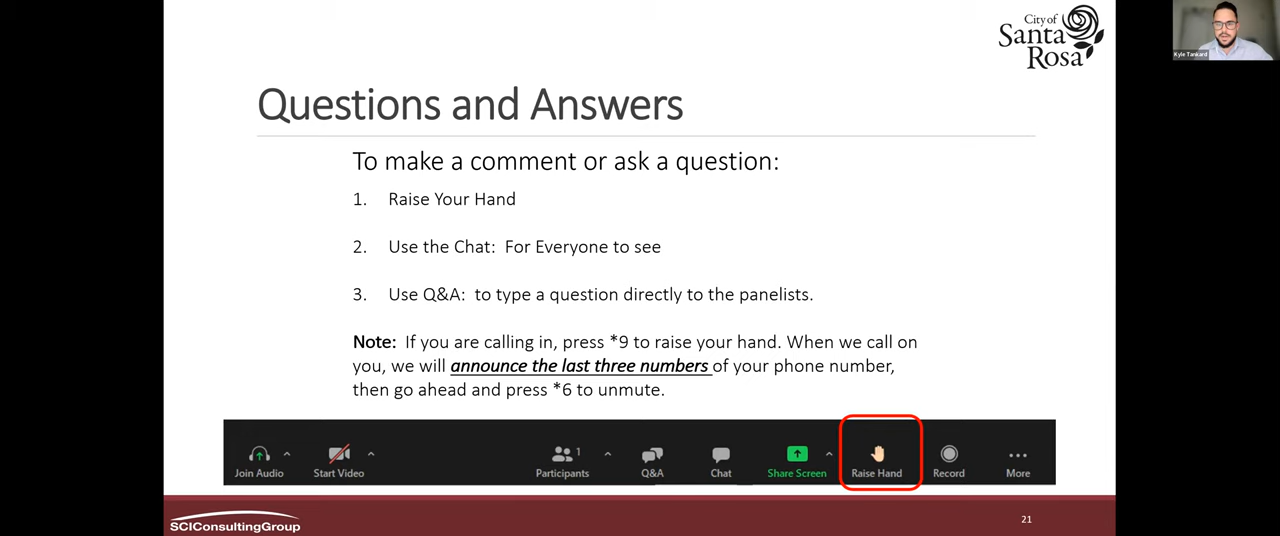 City of
Santa
Rosa
Kyle Tankard
Questions and Answers
To make a comment or ask a question:
1. Raise Your Hand
2. Use the Chat: For Everyone to see
3. Use Q&A: to type a question directly to the panelists.
Note: If you are calling in, press *9 to raise your hand. When we call on
you, we will announce the last three numbers of your phone number,
then go ahead and press *6 to unmute.
1
Join Audio Start Video Participants Q&A Chat Share Screen Raise Hand Record More
SCIConsultingGroup
21